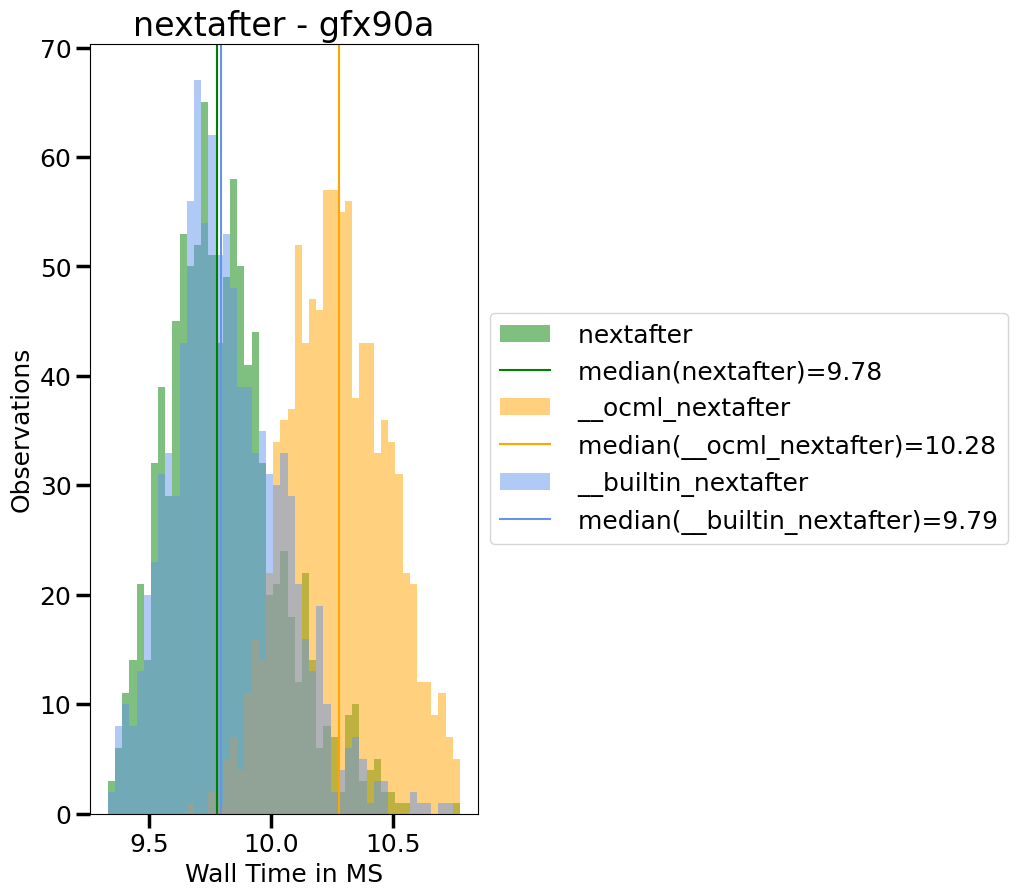 nextafter - gfx90a
70
60
50
40
30
20
10
0
Observations
9.5 10.0 10.5
Wall Time in MS
nextafter
median(nextafter)=9.78
__ocml_nextafter
median(__ocml_nextafter)=10.28
__builtin_nextafter
median(__builtin_nextafter)=9.79